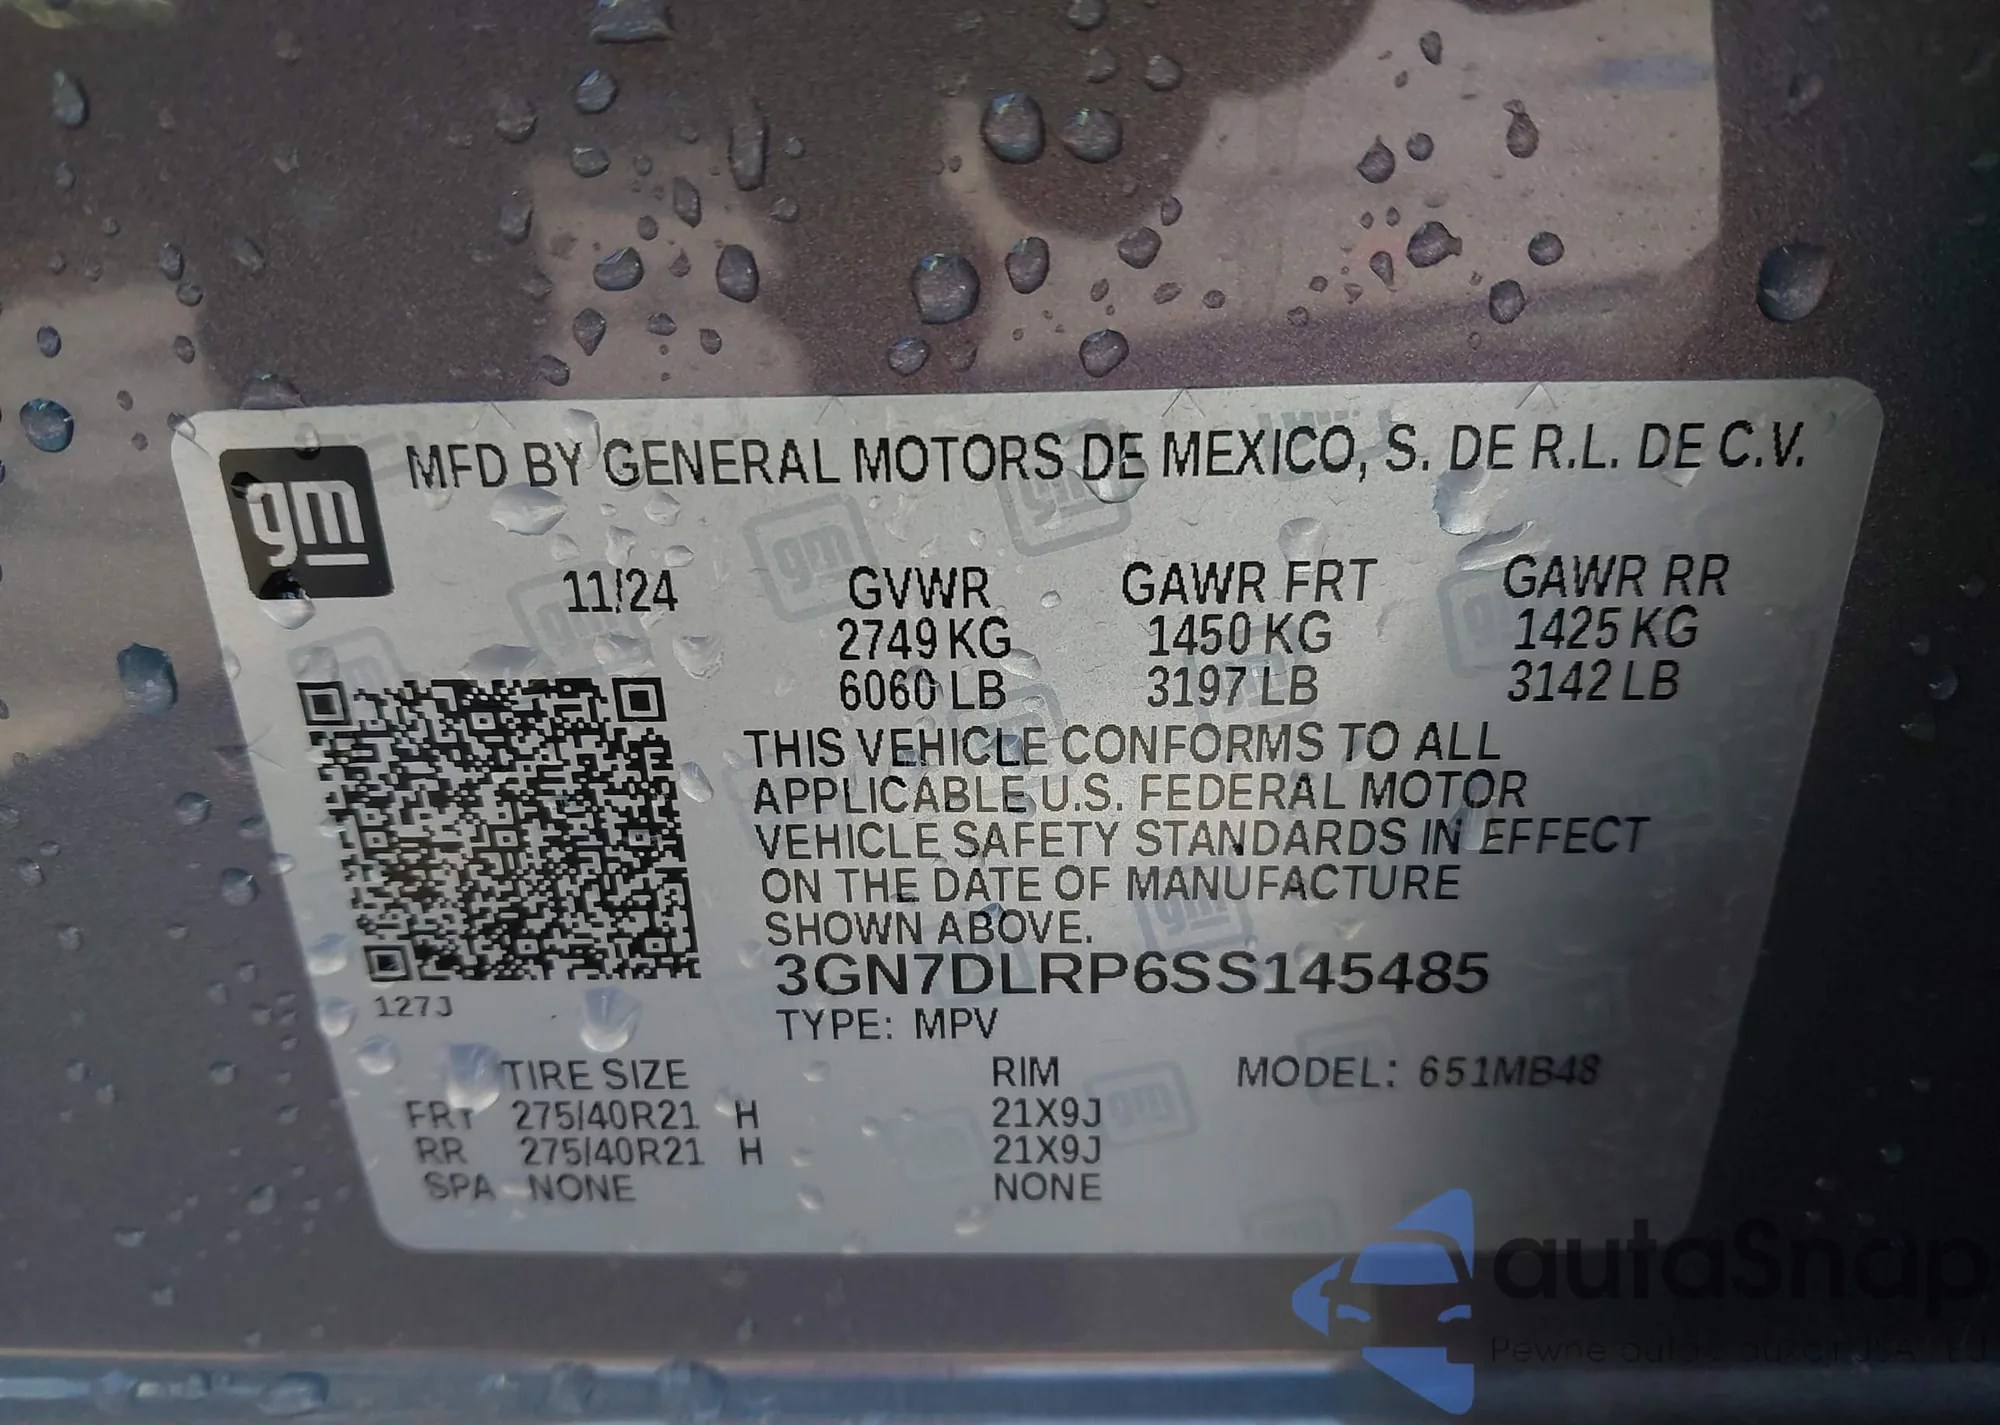 gm MFD BY GENERAL MOTORS DE MEXICO, S. DE R.L. DE C.V.
11/24 GVWR GAWR FRT GAWR RR
2749 KG 1450 KG 1425 KG
6060 LB 3197 LB 3142 LB
THIS VEHICLE CONFORMS TO ALL
APPLICABLE U.S. FEDERAL MOTOR
VEHICLE SAFETY STANDARDS IN EFFECT
ON THE DATE OF MANUFACTURE
SHOWN ABOVE.
3GN7DLRP6SS145485
127J
TYPE: MPV
TIRE SIZE RIM MODEL: 651MB48
FRT 275/40R21 H 21X9J
RR 275/40R21 H 21X9J
SPA NONE NONE
autaSnap
Pewne auta z